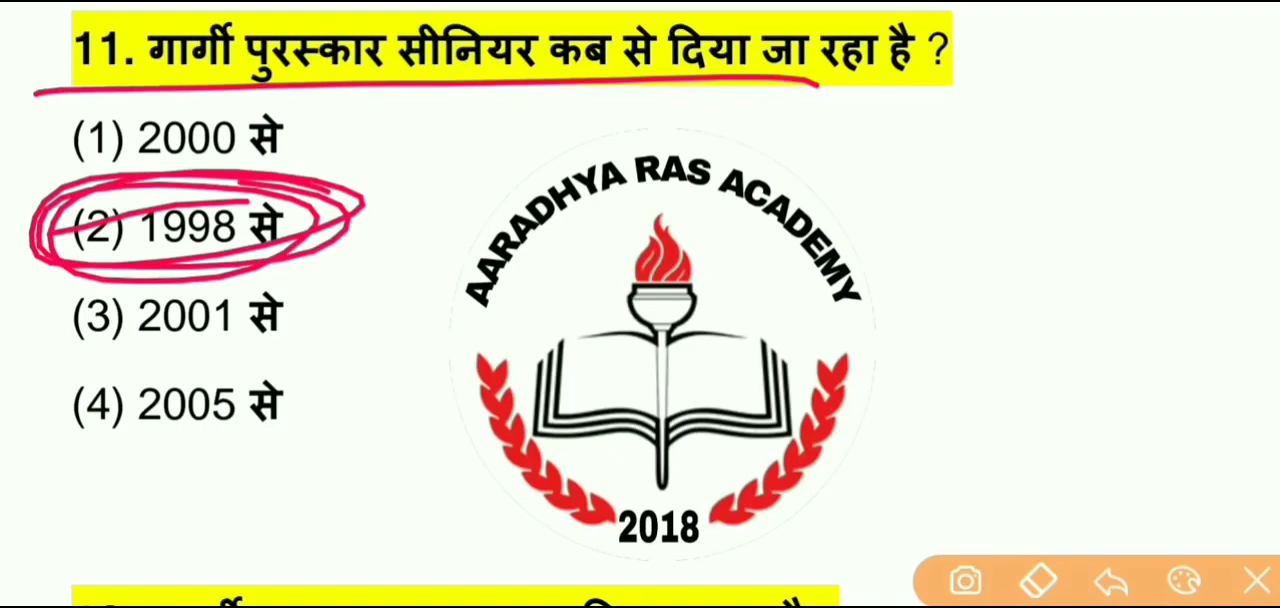 11. गार्गी पुरस्कार सीनियर कब से दिया जा रहा है ?
(1) 2000 से
(2) 1998 से
(3) 2001 से
(4) 2005 से
AARADHYA RAS ACADEMY
2018